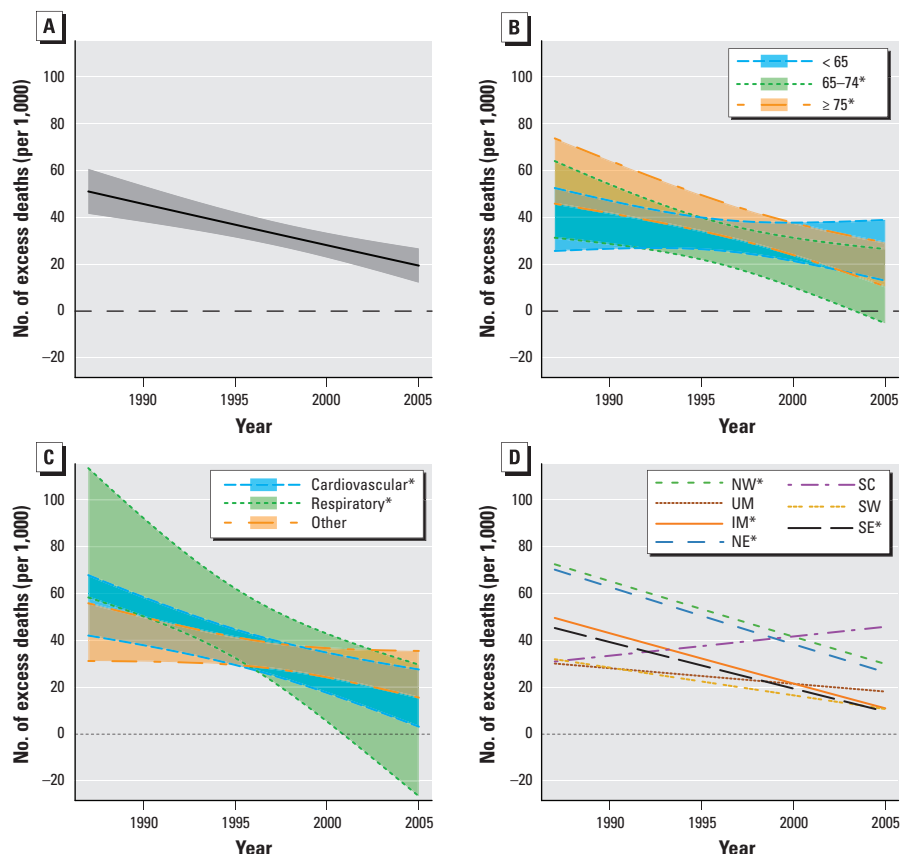 A
No. of excess deaths (per 1,000)
100
80
60
40
20
0
–20
1990 1995 2000 2005
Year
B
< 65
65–74*
≥ 75*
No. of excess deaths (per 1,000)
100
80
60
40
20
0
–20
1990 1995 2000 2005
Year
C
Cardiovascular*
Respiratory*
Other
No. of excess deaths (per 1,000)
100
80
60
40
20
0
–20
1990 1995 2000 2005
Year
D
NW* SC
UM SW
IM* SE*
NE*
No. of excess deaths (per 1,000)
100
80
60
40
20
0
–20
1990 1995 2000 2005
Year